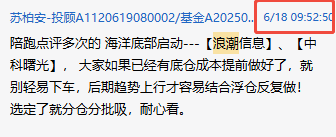 苏柏安-投顾A1120619080002/基金A20250... 6/18 09:52:50
陪跑点评多次的 海洋底部启动---【浪潮信息】、【中
科曙光】，大家如果已经有底仓成本提前做好了，就
别轻易下车，后期趋势上行才容易结合浮仓反复做！
选定了就分仓分批吸，耐心看。